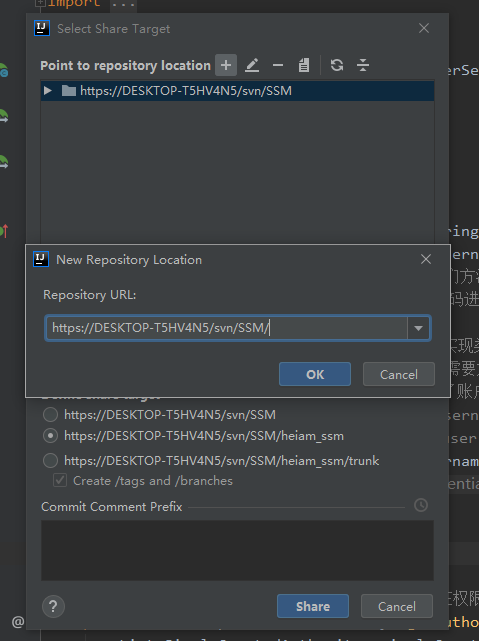 import ...
Select Share Target
Point to repository location
https://DESKTOP-T5HV4N5/svn/SSM
New Repository Location
Repository URL:
https://DESKTOP-T5HV4N5/svn/SSM/
OK
Cancel
https://DESKTOP-T5HV4N5/svn/SSM
https://DESKTOP-T5HV4N5/svn/SSM/heiam_ssm
https://DESKTOP-T5HV4N5/svn/SSM/heiam_ssm/trunk
Create /tags and /branches
Commit Comment Prefix
?
Share
Cancel
@